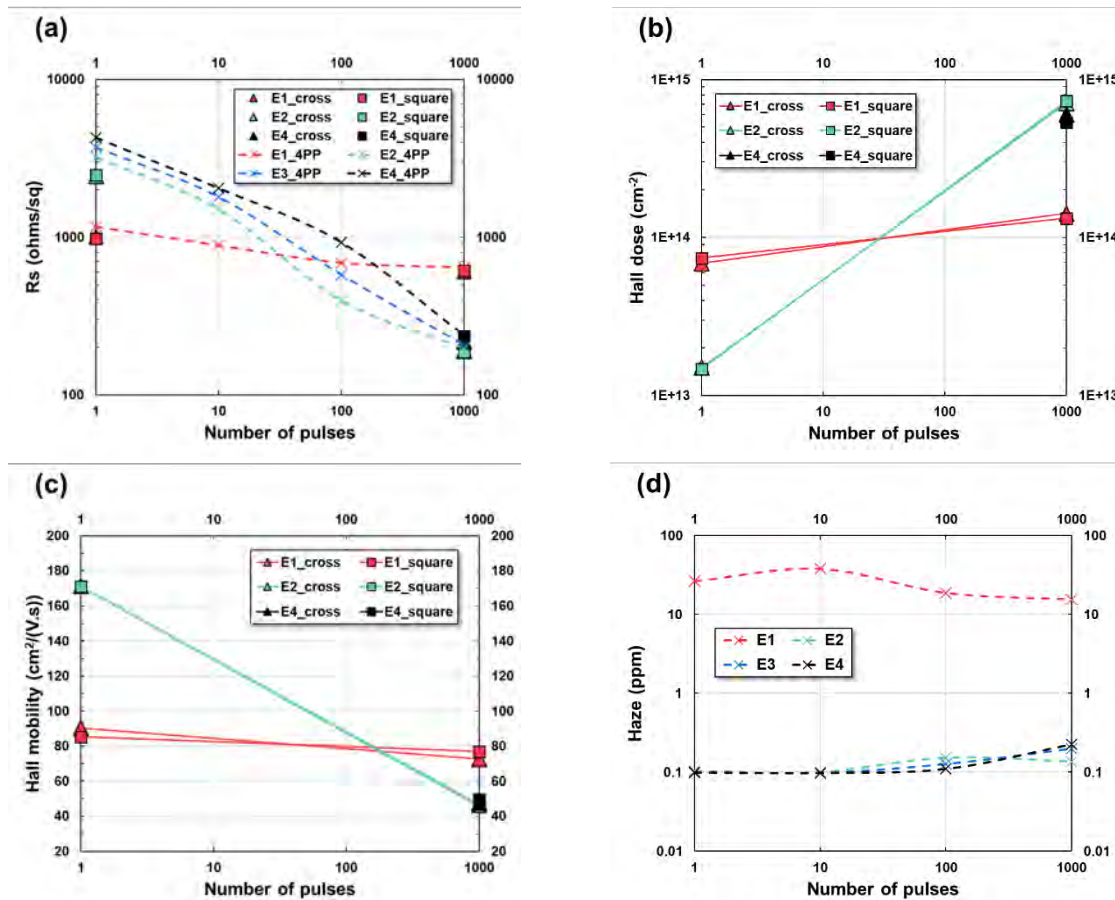 (a)
1 10 100 1000
10000 10000
E1_cross E1_square
E2_cross E2_square
E4_cross E4_square
E1_4PP E2_4PP
E3_4PP E4_4PP
Rs (ohms/sq)
1000 1000
100 100
1 10 100 1000
Number of pulses
(b)
1 10 100 1000
1E+15 1E+15
E1_cross E1_square
E2_cross E2_square
E4_cross E4_square
Hall dose (cm-2)
1E+14 1E+14
1E+13 1E+13
1 10 100 1000
Number of pulses
(c)
1 10 100 1000
200 200
180 180
E1_cross E1_square
E2_cross E2_square
E4_cross E4_square
160 160
140 140
120 120
Hall mobility (cm²/(V.s)
100 100
80 80
60 60
40 40
20 20
1 10 100 1000
Number of pulses
(d)
1 10 100 1000
100 100
10 10
E1 E2
E3 E4
Haze (ppm)
1 1
0.1 0.1
0.01 0.01
1 10 100 1000
Number of pulses